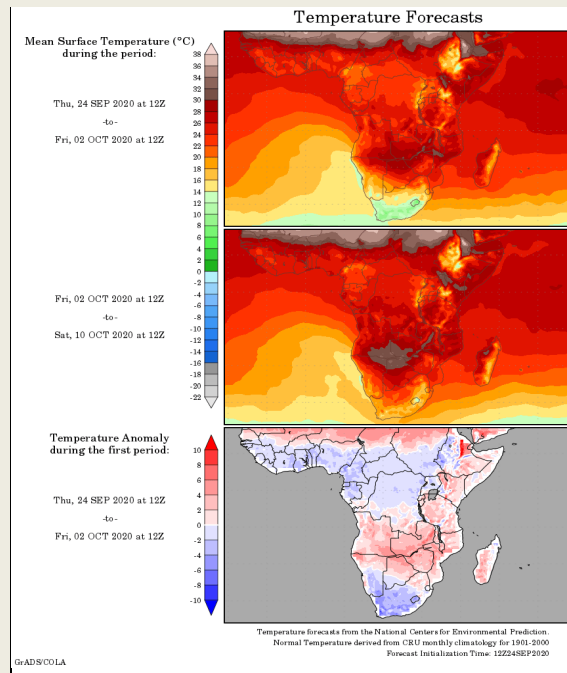 Temperature Forecasts
Mean Surface Temperature (°C)
during the period:
Thu, 24 SEP 2020 at 12Z
-to-
Fri, 02 OCT 2020 at 12Z
38
36
34
32
30
28
26
24
22
20
18
16
14
12
10
8
6
4
2
0
-2
-4
-6
-8
-10
-12
-14
-16
-18
-20
-22
Fri, 02 OCT 2020 at 12Z
-to-
Sat, 10 OCT 2020 at 12Z
Temperature Anomaly
during the first period:
Thu, 24 SEP 2020 at 12Z
-to-
Fri, 02 OCT 2020 at 12Z
10
8
6
4
2
0
-2
-4
-6
-8
-10
Temperature forecasts from the National Centers for Environmental Prediction.
Normal Temperature derived from CRU monthly climatology for 1901-2000
Forecast Initialization Time: 12Z24SEP2020
GrADS/COLA